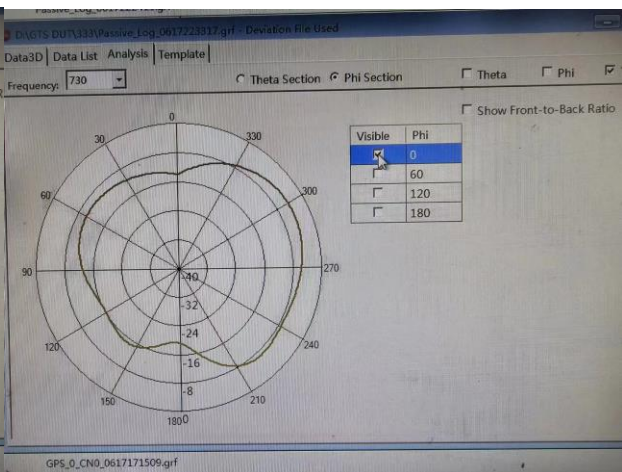 D:\GTS DUT\333\Passive_Log_0617223317.grf - Deviation File Used
Data3D Data List Analysis Template
Frequency: 730 Theta Section Phi Section Theta Phi
Show Front-to-Back Ratio
Visible Phi
0
60
120
180
0
30 330
60 300
90 270
120 240
150 210
180
-40
-32
-24
-16
-8
0
GPS_0_CN0_0617171509.grf